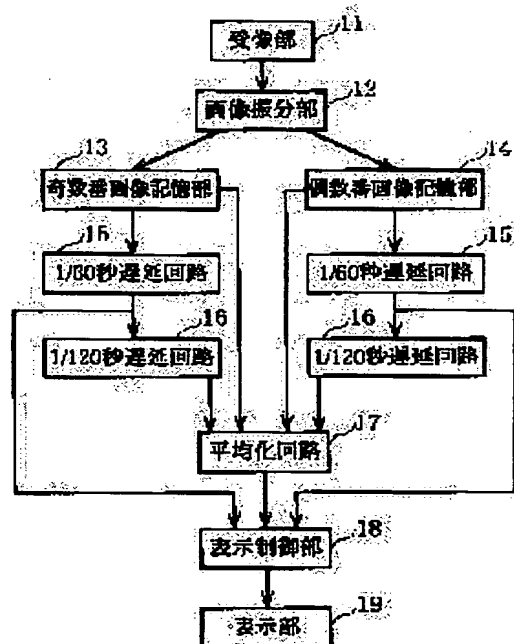 11
受像部
12
画像振分部
13
奇数番画像記憶部
14
偶数番画像記憶部
15
1/60秒遅延回路
15
1/60秒遅延回路
16
1/120秒遅延回路
16
1/120秒遅延回路
17
平均化回路
18
表示制御部
19
表示部